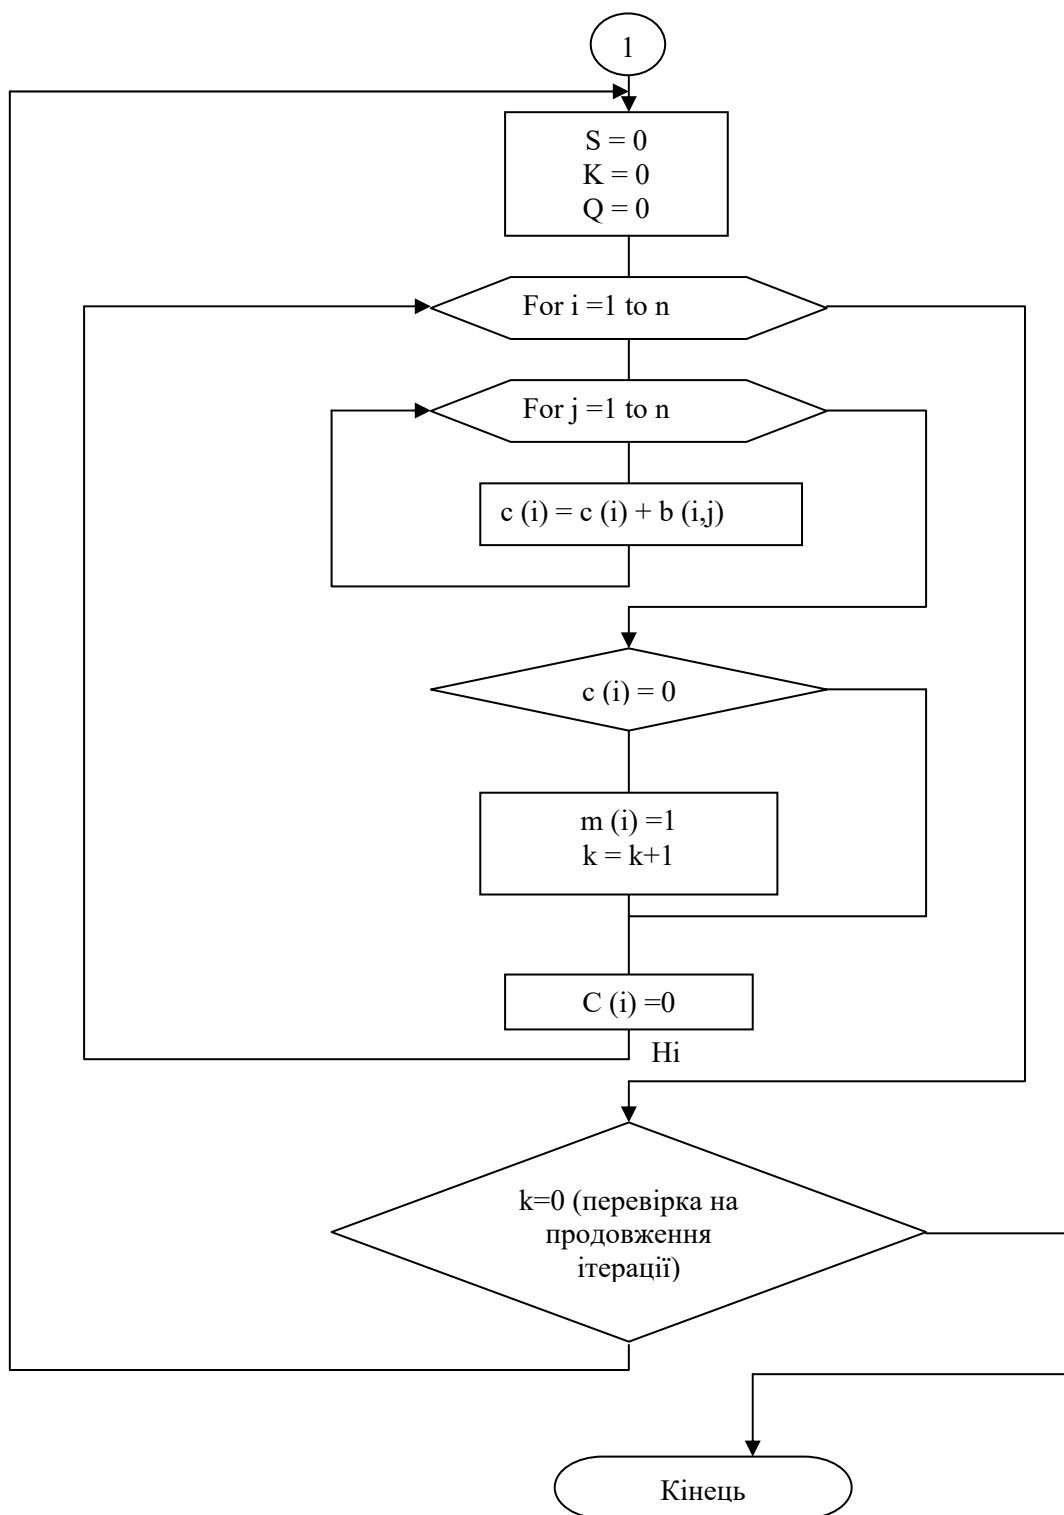 1
S = 0
K = 0
Q = 0
For i =1 to n
For j =1 to n
c (i) = c (i) + b (i,j)
c (i) = 0
m (i) =1
k = k+1
C (i) =0
Ні
k=0 (перевірка на
продовження
ітерації)
Кінець